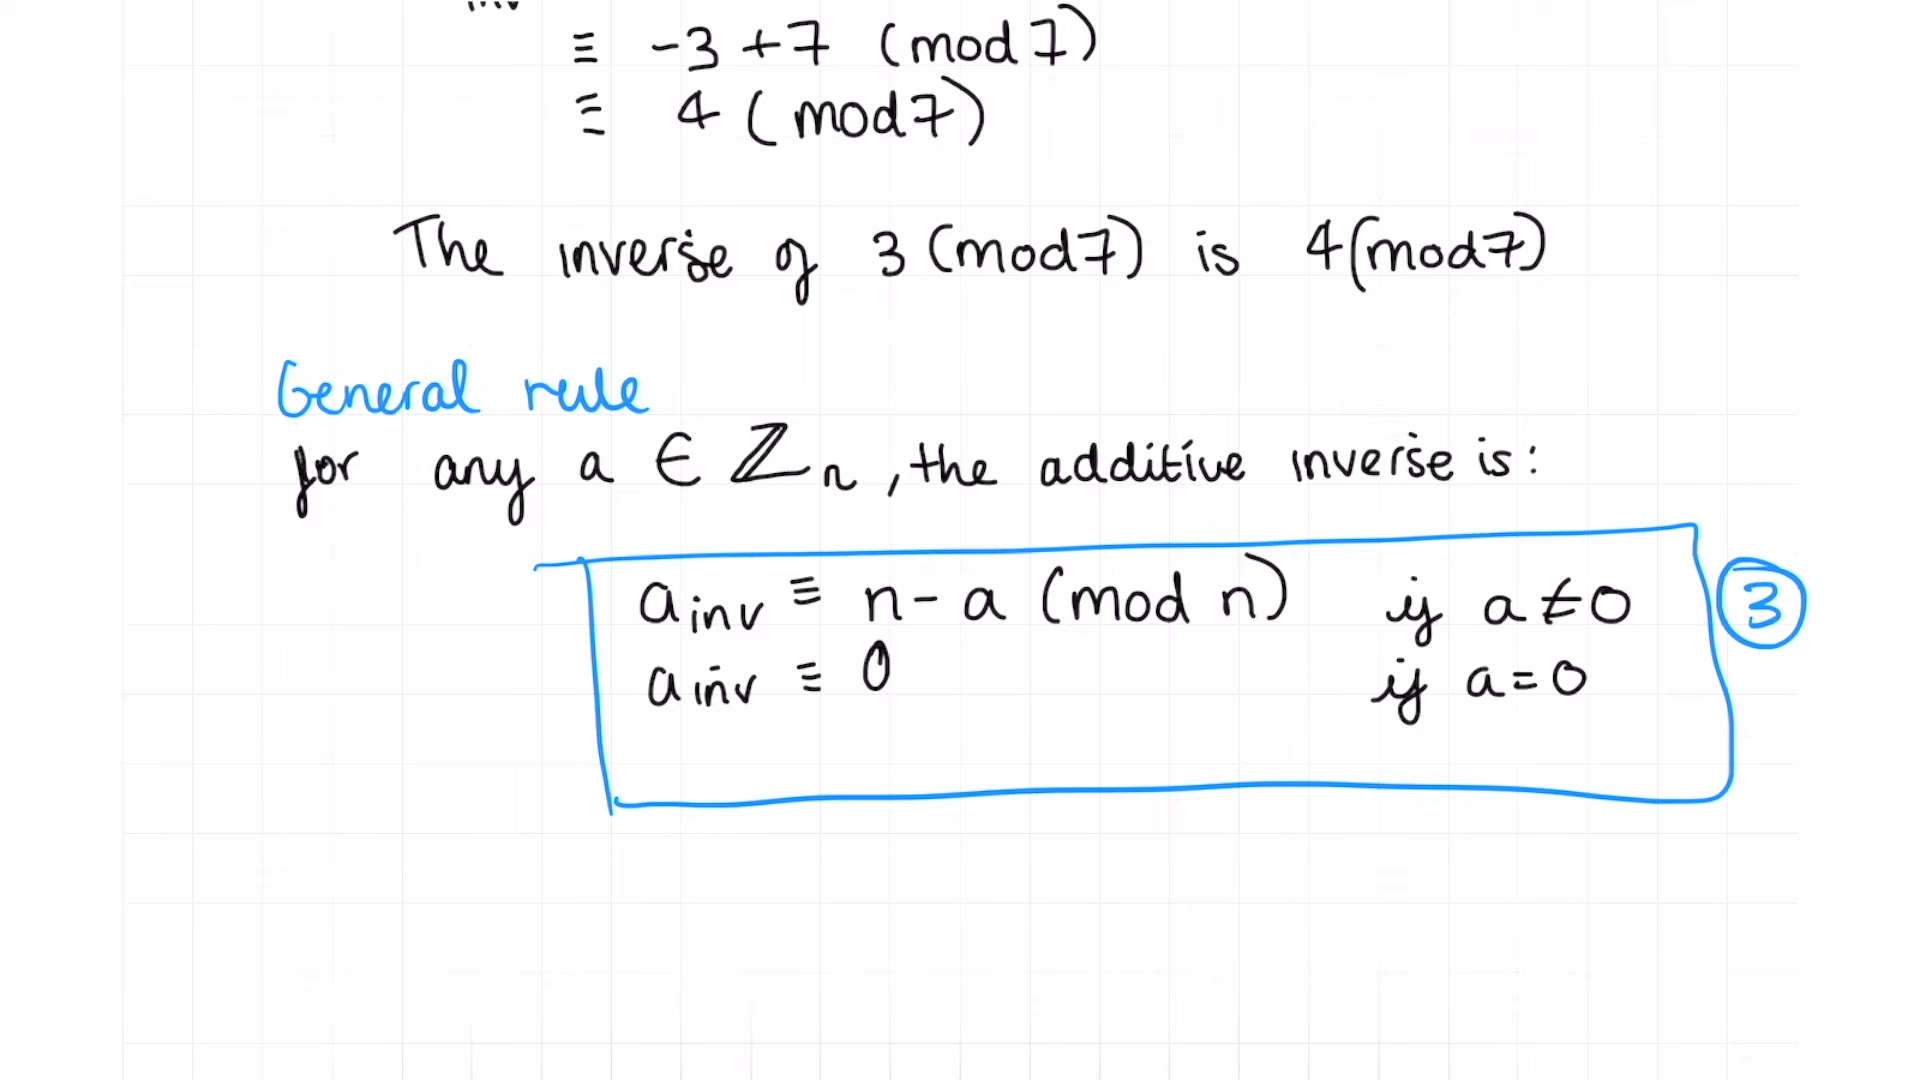 ≡ -3 +7 (mod 7)
≡ 4 (mod 7)
The inverse of 3 (mod 7) is 4 (mod 7)
General rule
for any a ∈ ℤn, the additive inverse is:
ainv ≡ n - a (mod n) if a ≠ 0 ③
ainv ≡ 0 if a = 0